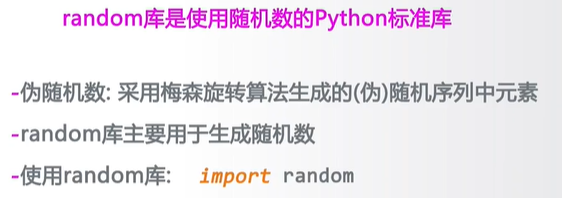 random库是使用随机数的Python标准库
-伪随机数: 采用梅森旋转算法生成的(伪)随机序列中元素
-random库主要用于生成随机数
-使用random库: import random